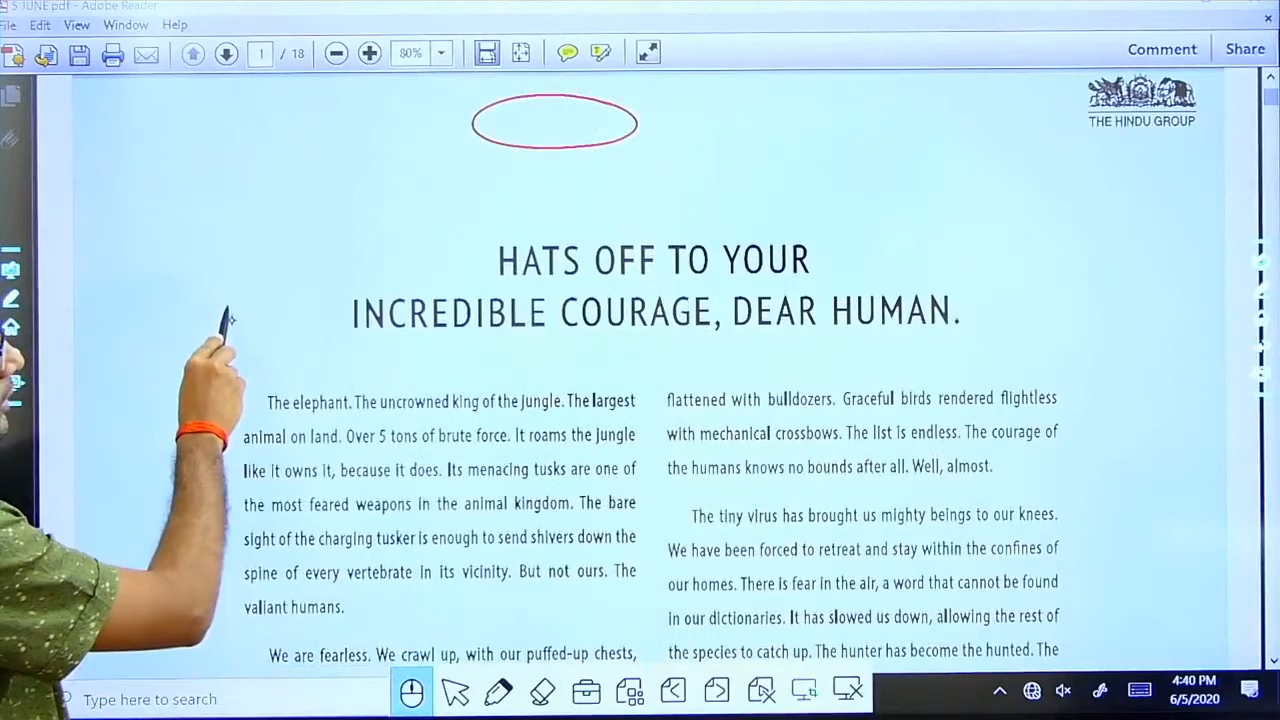 5 JUNE.pdf - Adobe Reader
File Edit View Window Help
1 / 18 80% Comment Share
THE HINDU GROUP
HATS OFF TO YOUR
INCREDIBLE COURAGE, DEAR HUMAN.
The elephant. The uncrowned king of the jungle. The largest
animal on land. Over 5 tons of brute force. It roams the jungle
like it owns it, because it does. Its menacing tusks are one of
the most feared weapons in the animal kingdom. The bare
sight of the charging tusker is enough to send shivers down the
spine of every vertebrate in its vicinity. But not ours. The
valiant humans.
We are fearless. We crawl up, with our puffed-up chests,
flattened with bulldozers. Graceful birds rendered flightless
with mechanical crossbows. The list is endless. The courage of
the humans knows no bounds after all. Well, almost.
The tiny virus has brought us mighty beings to our knees.
We have been forced to retreat and stay within the confines of
our homes. There is fear in the air, a word that cannot be found
in our dictionaries. It has slowed us down, allowing the rest of
the species to catch up. The hunter has become the hunted. The
Type here to search
4:40 PM
6/5/2020